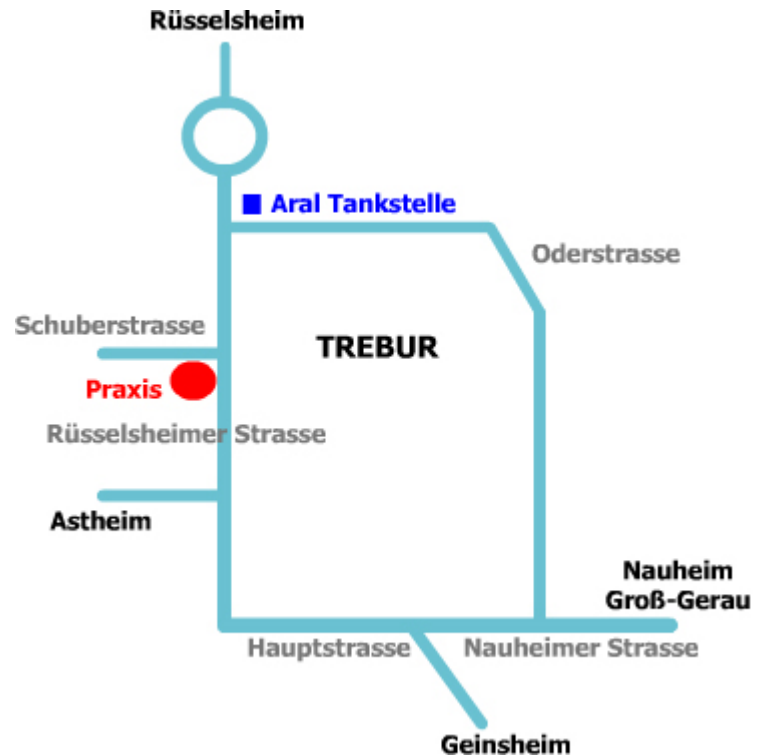 Rüsselsheim
Aral Tankstelle
Oderstrasse
Schuberstrasse
TREBUR
Praxis
Rüsselsheimer Strasse
Astheim
Nauheim
Groß-Gerau
Hauptstrasse
Nauheimer Strasse
Geinsheim